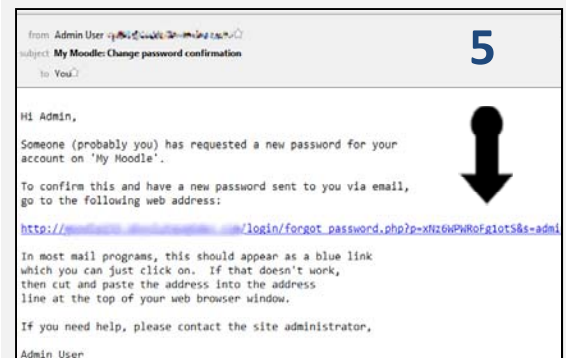 from Admin User
subject My Moodle: Change password confirmation
5
to You
Hi Admin,
Someone (probably you) has requested a new password for your
account on 'My Moodle'.
To confirm this and have a new password sent to you via email,
go to the following web address:
http:// /login/forgot_password.php?p=xNz6WPWRoFg1otS&s=admi
In most mail programs, this should appear as a blue link
which you can just click on. If that doesn't work,
then cut and paste the address into the address
line at the top of your web browser window.
If you need help, please contact the site administrator,
Admin User